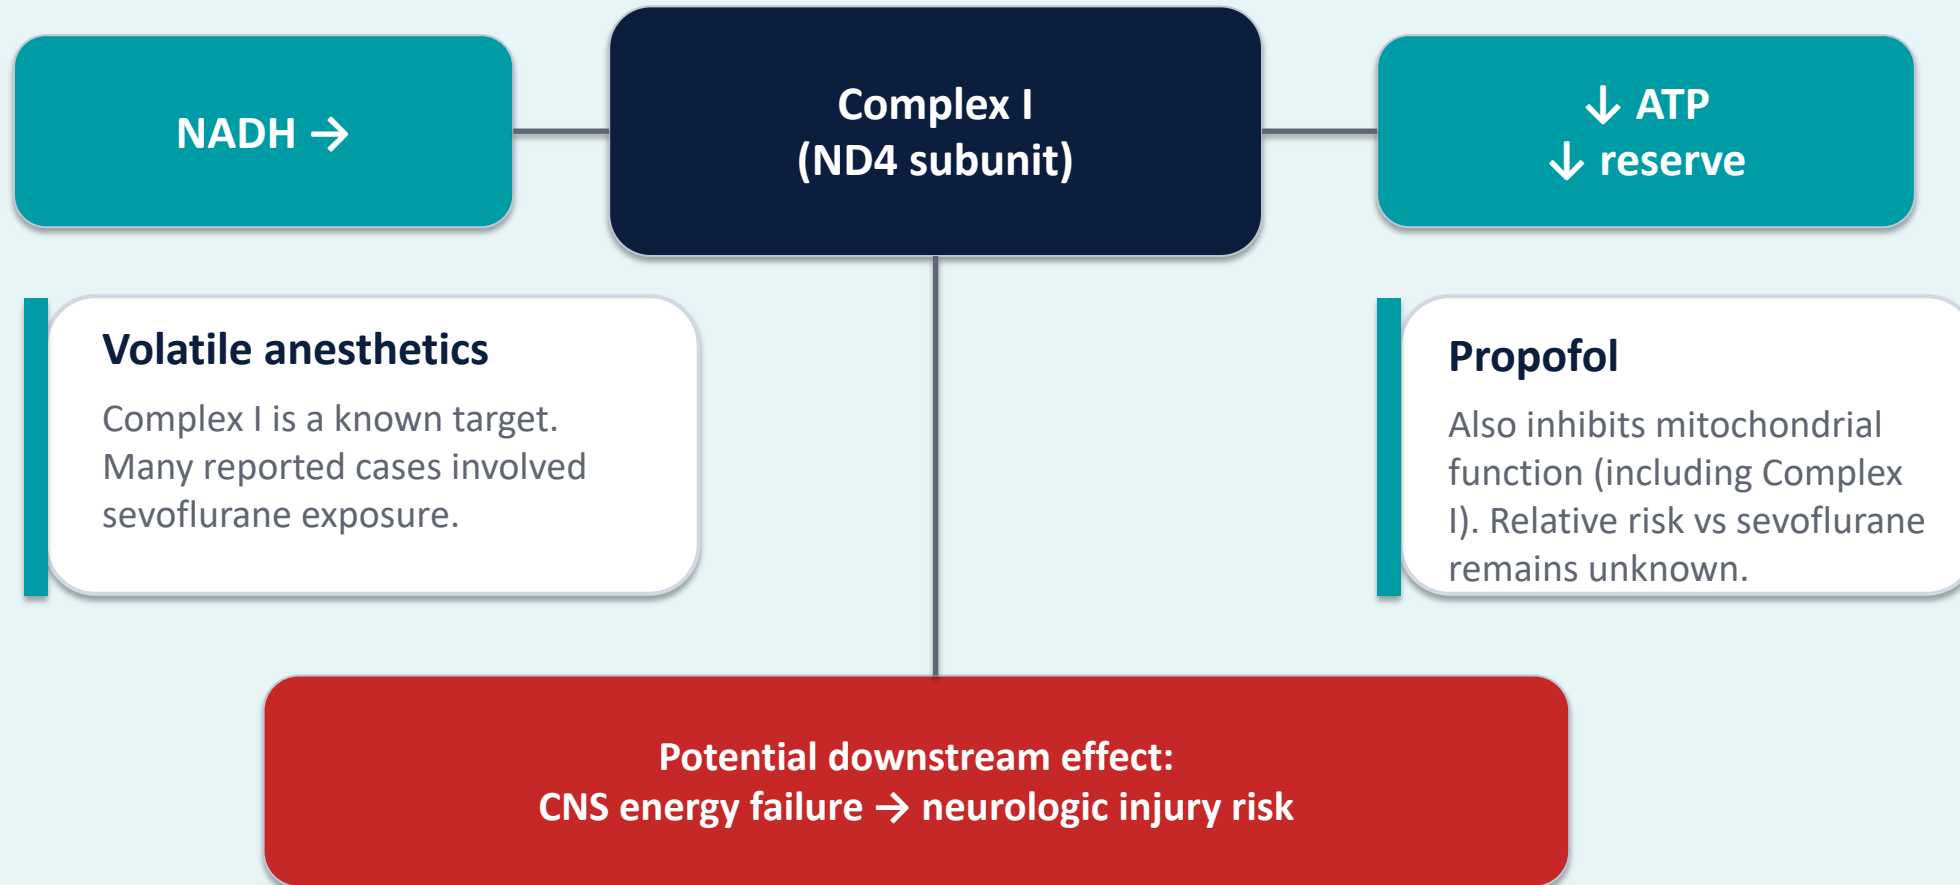 NADH →
Complex I
(ND4 subunit)
↓ ATP
↓ reserve
Volatile anesthetics
Complex I is a known target.
Many reported cases involved
sevoflurane exposure.
Propofol
Also inhibits mitochondrial
function (including Complex
I). Relative risk vs sevoflurane
remains unknown.
Potential downstream effect:
CNS energy failure → neurologic injury risk